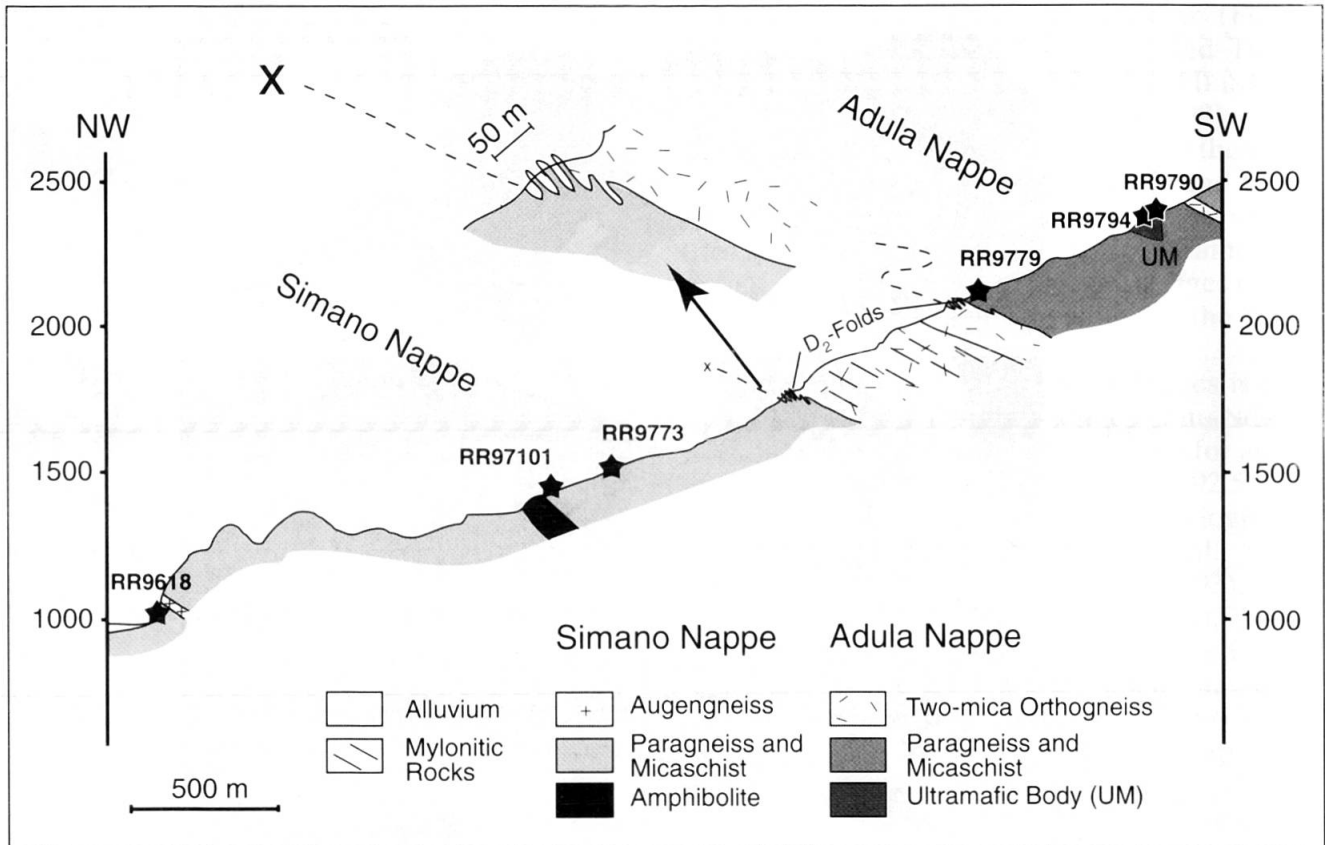 X
NW
50 m
Adula Nappe
SW
2500
2500
RR9790
RR9794
UM
RR9779
Simano Nappe
2000
2000
D2-Folds
x
RR9773
RR97101
1500
1500
RR9618
1000
1000
Simano Nappe
Adula Nappe
Alluvium
Augengneiss
Two-mica Orthogneiss
Mylonitic
Rocks
Paragneiss and
Micaschist
Paragneiss and
Micaschist
Amphibolite
Ultramafic Body (UM)
500 m